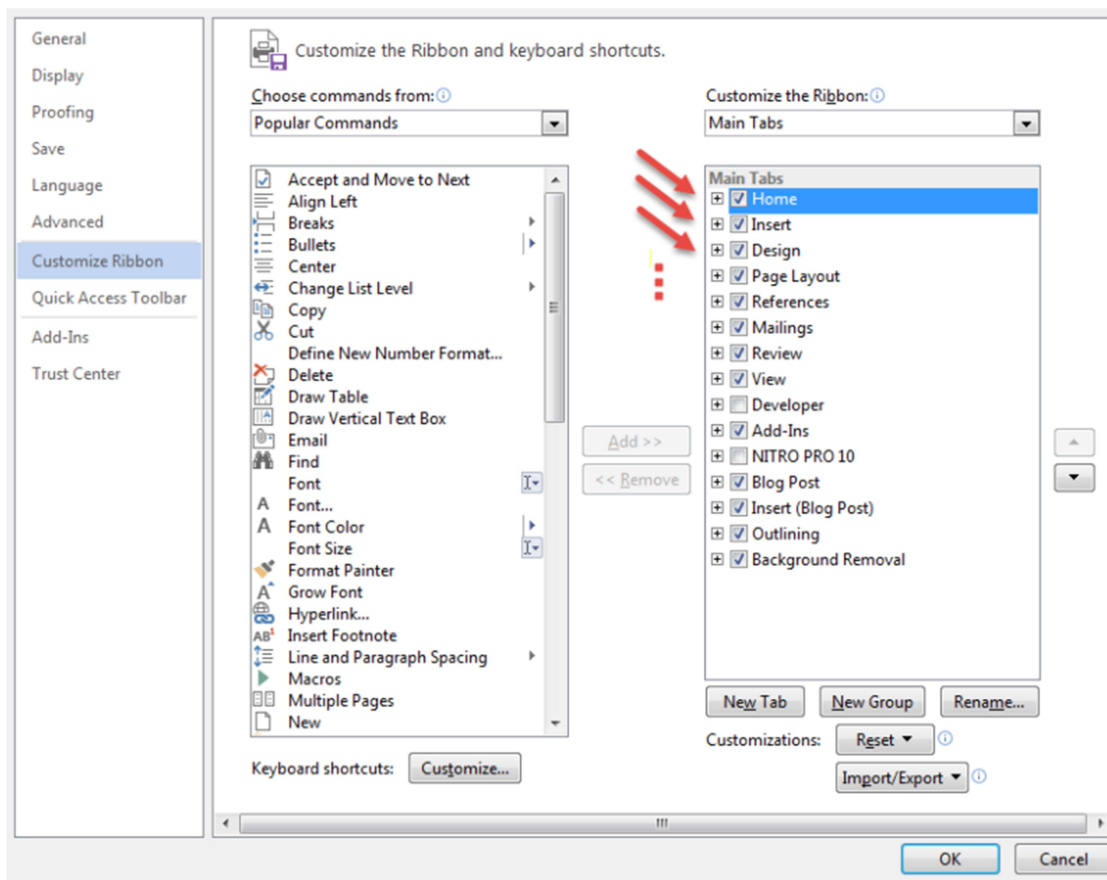 General
Display
Proofing
Save
Language
Advanced
Customize Ribbon
Quick Access Toolbar
Add-Ins
Trust Center
Customize the Ribbon and keyboard shortcuts.
Choose commands from:
Popular Commands
Accept and Move to Next
Align Left
Breaks
Bullets
Center
Change List Level
Copy
Cut
Define New Number Format...
Delete
Draw Table
Draw Vertical Text Box
Email
Find
Font
Font...
Font Color
Font Size
Format Painter
Grow Font
Hyperlink...
Insert Footnote
Line and Paragraph Spacing
Macros
Multiple Pages
New
Keyboard shortcuts: Customize...
Add >>
<< Remove
Customize the Ribbon:
Main Tabs
Main Tabs
Home
Insert
Design
Page Layout
References
Mailings
Review
View
Developer
Add-Ins
NITRO PRO 10
Blog Post
Insert (Blog Post)
Outlining
Background Removal
New Tab New Group Rename...
Customizations: Reset
Import/Export
OK Cancel